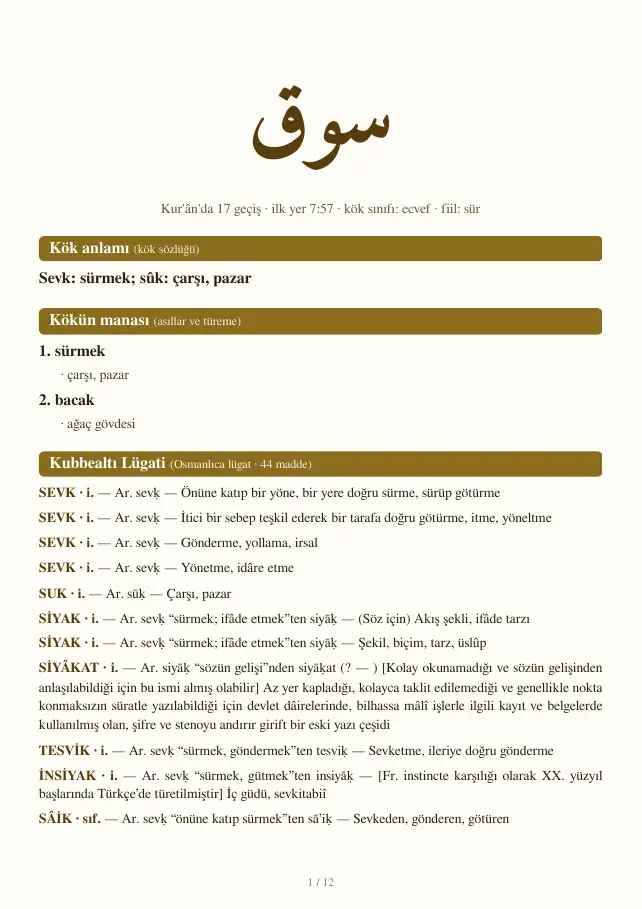 سوق
Kur'ân'da 17 geçiş · ilk yer 7:57 · kök sınıfı: ecvef · fiil: sür
Kök anlamı (kök sözlüğü)
Sevk: sürmek; sûk: çarşı, pazar
Kökün manası (asıllar ve türeme)
1. sürmek
· çarşı, pazar
2. bacak
· ağaç gövdesi
Kubbealtı Lügati (Osmanlıca lügat · 44 madde)
SEVK · i. — Ar. sevḳ — Önüne katıp bir yöne, bir yere doğru sürme, sürüp götürme
SEVK · i. — Ar. sevḳ — İtici bir sebep teşkil ederek bir tarafa doğru götürme, itme, yöneltme
SEVK · i. — Ar. sevḳ — Gönderme, yollama, irsal
SEVK · i. — Ar. sevḳ — Yönetme, idâre etme
SUK · i. — Ar. sūḳ — Çarşı, pazar
SİYAK · i. — Ar. sevḳ “sürmek; ifâde etmek”ten siyāḳ — (Söz için) Akış şekli, ifâde tarzı
SİYAK · i. — Ar. sevḳ “sürmek; ifâde etmek”ten siyāḳ — Şekil, biçim, tarz, üslûp
SİYÂKAT · i. — Ar. siyāḳ “sözün gelişi”nden siyāḳat (? — ) [Kolay okunamadığı ve sözün gelişinden
anlaşılabildiği için bu ismi almış olabilir] Az yer kapladığı, kolayca taklit edilemediği ve genellikle nokta
konmaksızın süratle yazılabildiği için devlet dâirelerinde, bilhassa mâlî işlerle ilgili kayıt ve belgelerde
kullanılmış olan, şifre ve stenoyu andırır girift bir eski yazı çeşidi
TESVİK · i. — Ar. sevḳ “sürmek, göndermek”ten tesviḳ — Sevketme, ileriye doğru gönderme
İNSİYAK · i. — Ar. sevḳ “sürmek, gütmek”ten insiyāḳ — [Fr. instincte karşılığı olarak XX. yüzyıl
başlarında Türkçe’de türetilmiştir] İç güdü, sevkitabiî
SÂİK · sıf. — Ar. sevḳ “önüne katıp sürmek”ten sā’iḳ — Sevkeden, gönderen, götüren
1 / 12